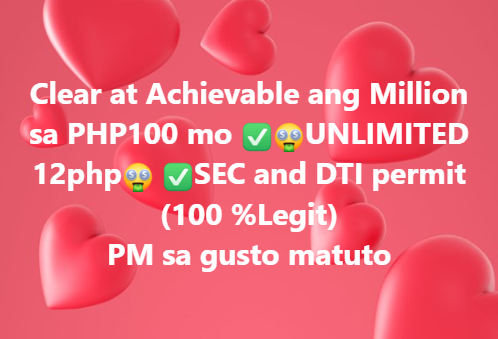 Clear at Achievable ang Million
sa PHP100 mo ✅🤑UNLIMITED
12php🤑 ✅SEC and DTI permit
(100 %Legit)
PM sa gusto matuto